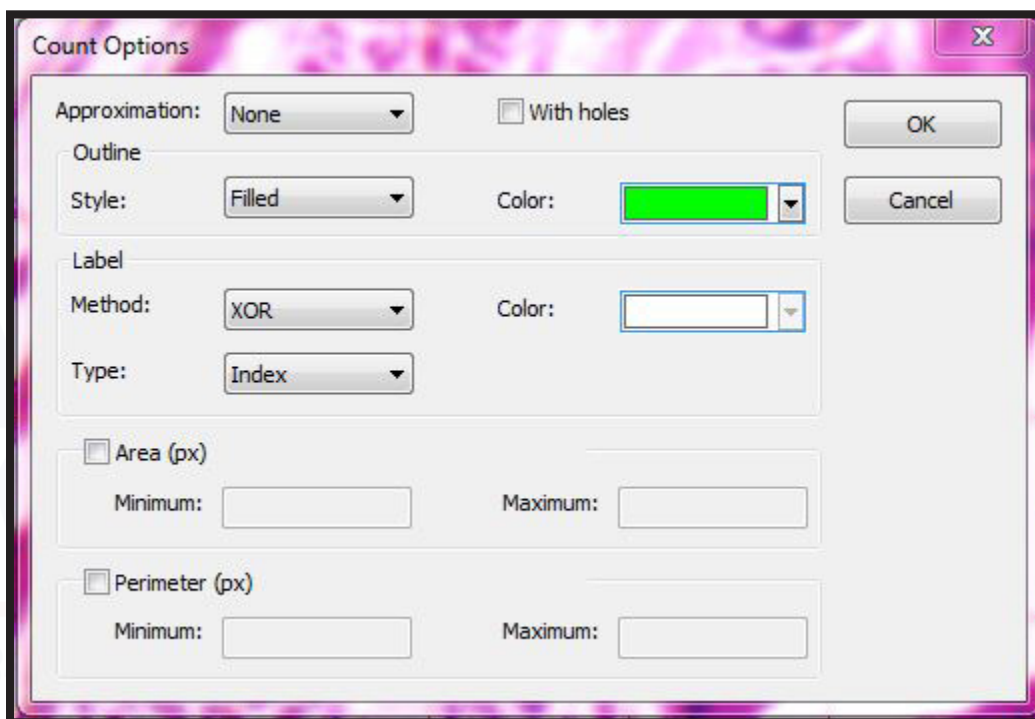 Count Options
Approximation: None With holes OK
Outline
Style: Filled Color: Cancel
Label
Method: XOR Color:
Type: Index
Area (px)
Minimum: Maximum:
Perimeter (px)
Minimum: Maximum: